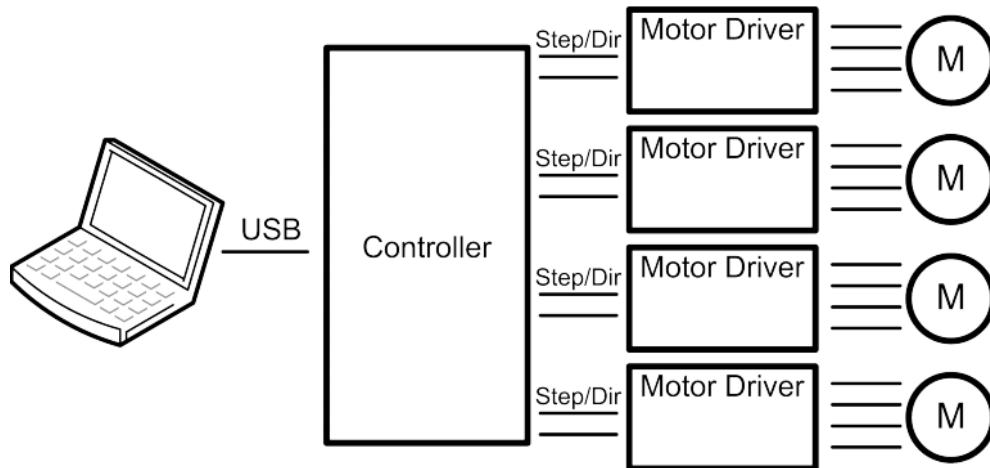 Step/Dir
Motor Driver
M
Step/Dir
Motor Driver
M
USB
Controller
Step/Dir
Motor Driver
M
Step/Dir
Motor Driver
M